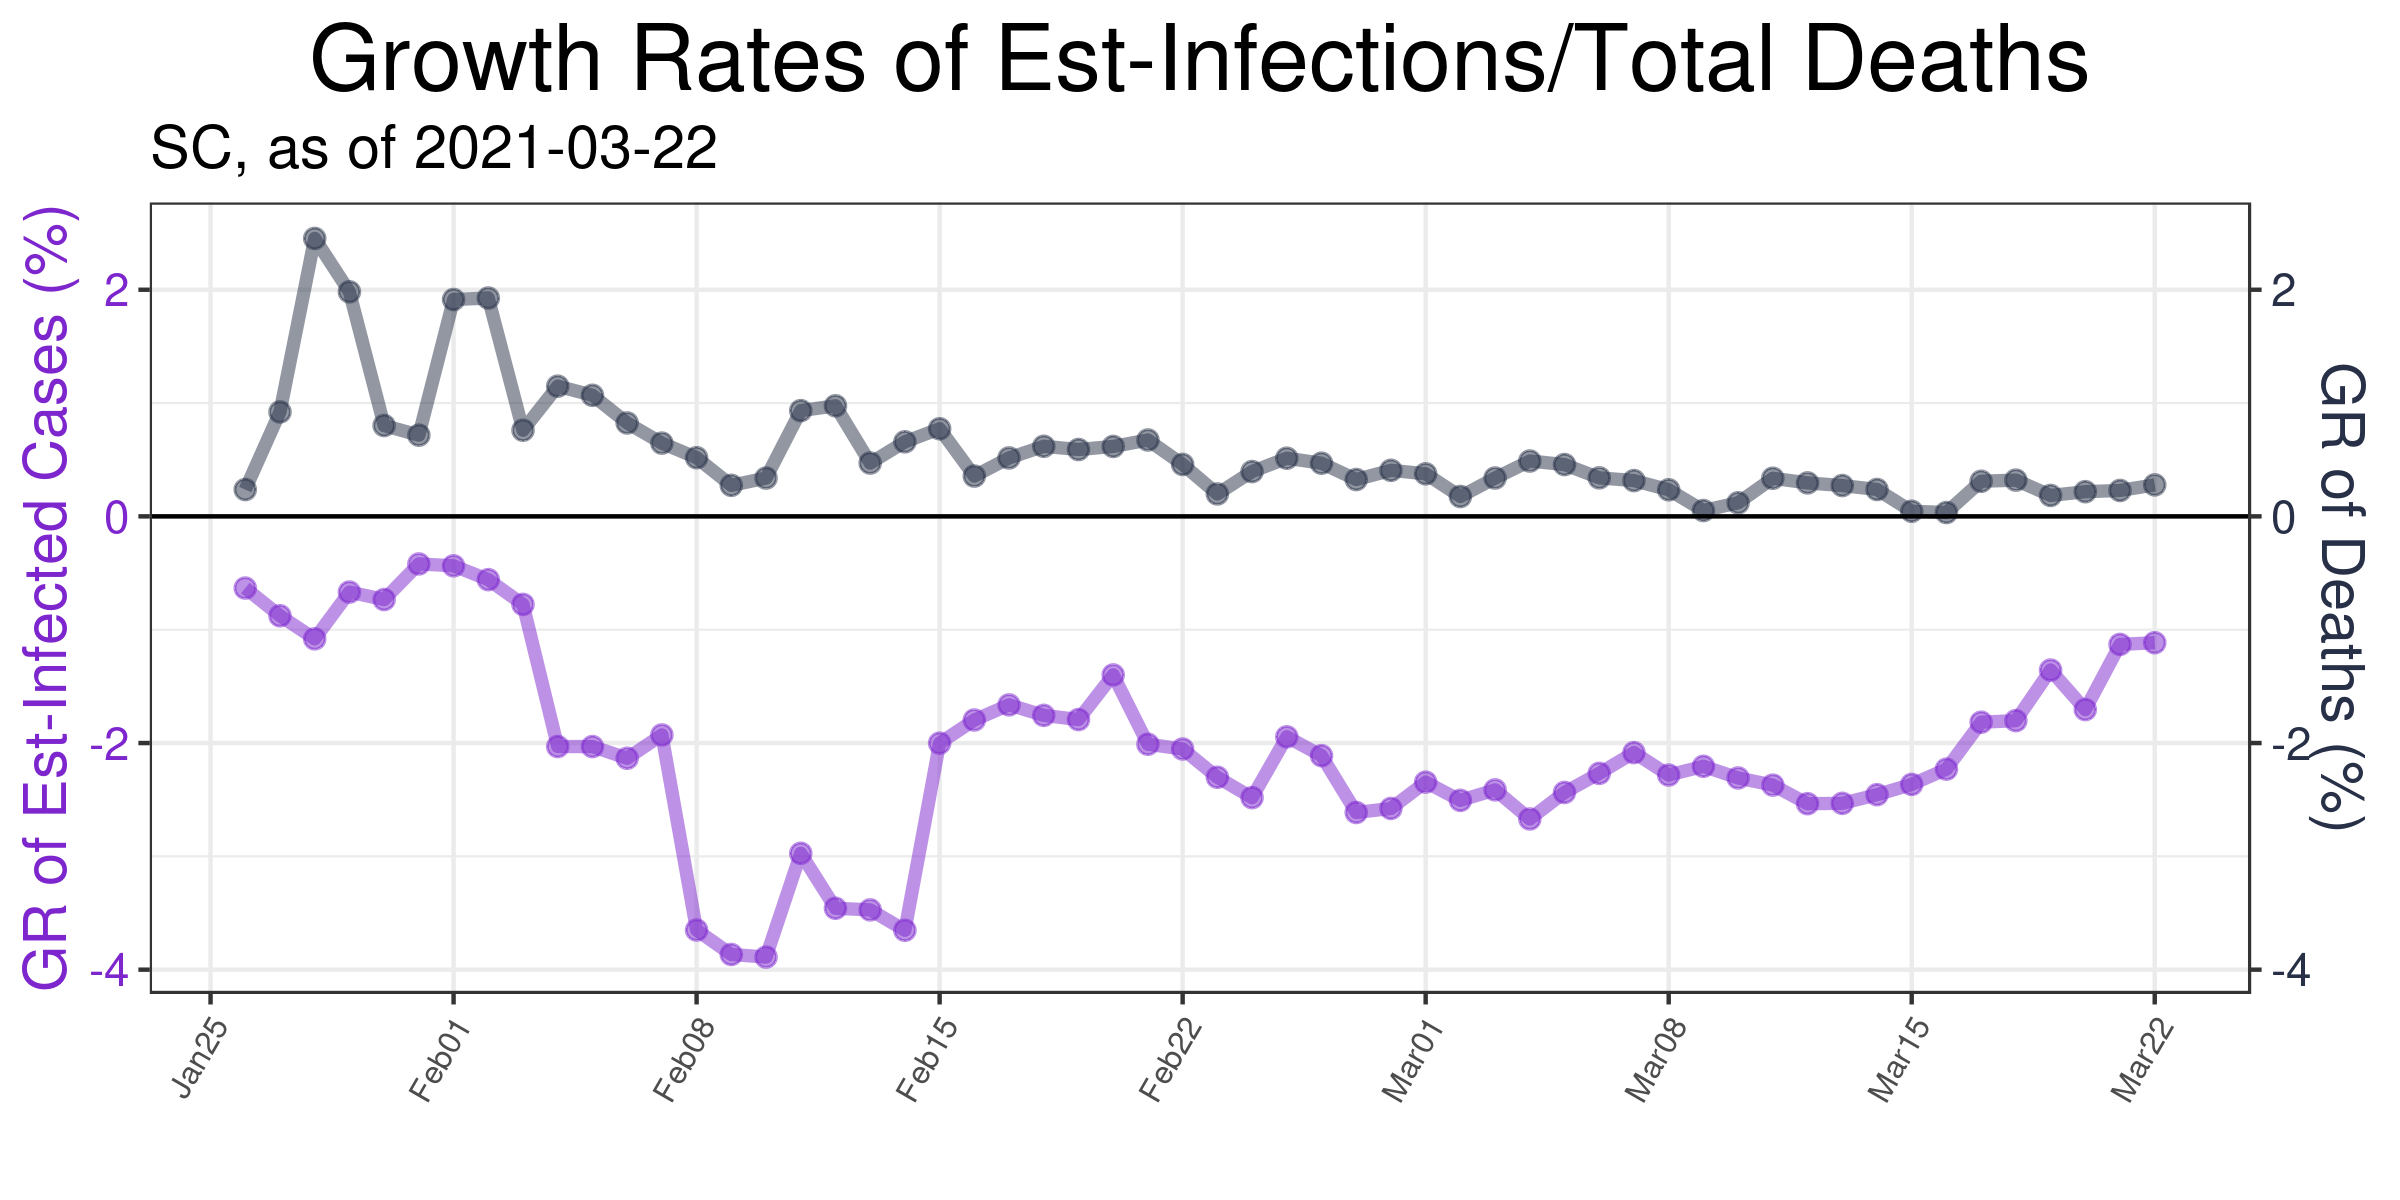 Growth Rates of Est-Infections/Total Deaths
SC, as of 2021-03-22
GR of Est-Infected Cases (%)
2
0
-2
-4
2
0
-2
-4
GR of Deaths (%)
Jan25
Feb01
Feb08
Feb15
Feb22
Mar01
Mar08
Mar15
Mar22